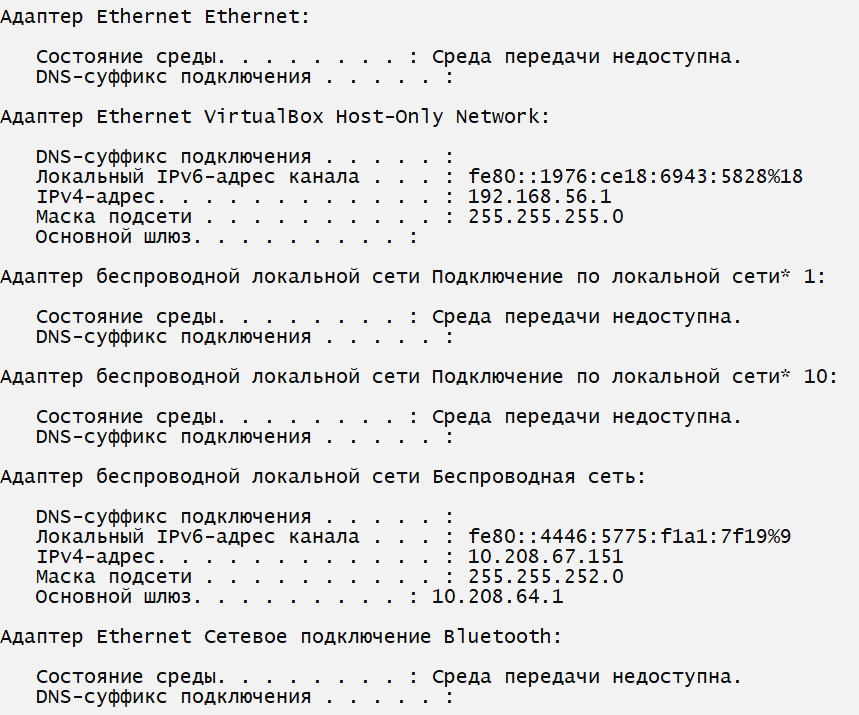 Адаптер Ethernet Ethernet:
Состояние среды. . . . . . . . : Среда передачи недоступна.
DNS-суффикс подключения . . . . . :
Адаптер Ethernet VirtualBox Host-Only Network:
DNS-суффикс подключения . . . . . :
Локальный IPv6-адрес канала . . . : fe80::1976:ce18:6943:5828%18
IPv4-адрес. . . . . . . . . . . . : 192.168.56.1
Маска подсети . . . . . . . . . . : 255.255.255.0
Основной шлюз. . . . . . . . . :
Адаптер беспроводной локальной сети Подключение по локальной сети* 1:
Состояние среды. . . . . . . . : Среда передачи недоступна.
DNS-суффикс подключения . . . . . :
Адаптер беспроводной локальной сети Подключение по локальной сети* 10:
Состояние среды. . . . . . . . : Среда передачи недоступна.
DNS-суффикс подключения . . . . . :
Адаптер беспроводной локальной сети Беспроводная сеть:
DNS-суффикс подключения . . . . . :
Локальный IPv6-адрес канала . . . : fe80::4446:5775:f1a1:7f19%9
IPv4-адрес. . . . . . . . . . . . : 10.208.67.151
Маска подсети . . . . . . . . . . : 255.255.252.0
Основной шлюз. . . . . . . . . : 10.208.64.1
Адаптер Ethernet Сетевое подключение Bluetooth:
Состояние среды. . . . . . . . : Среда передачи недоступна.
DNS-суффикс подключения . . . . . :